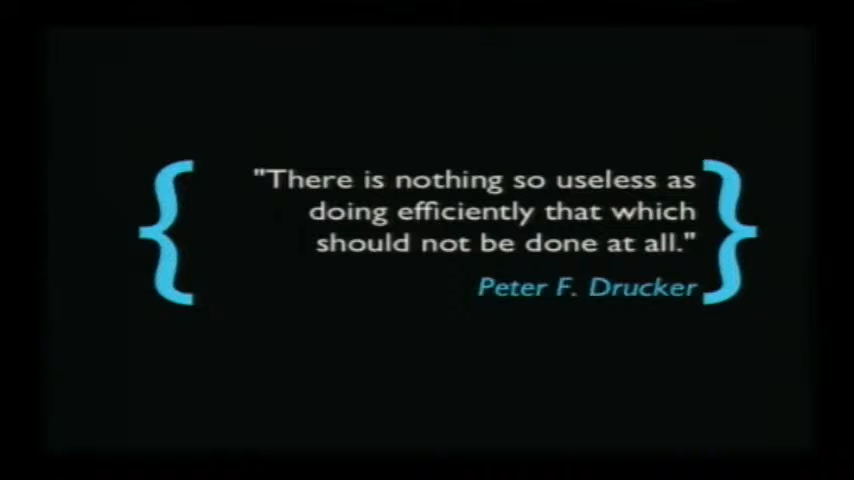 "There is nothing so useless as
doing efficiently that which
should not be done at all."
Peter F. Drucker